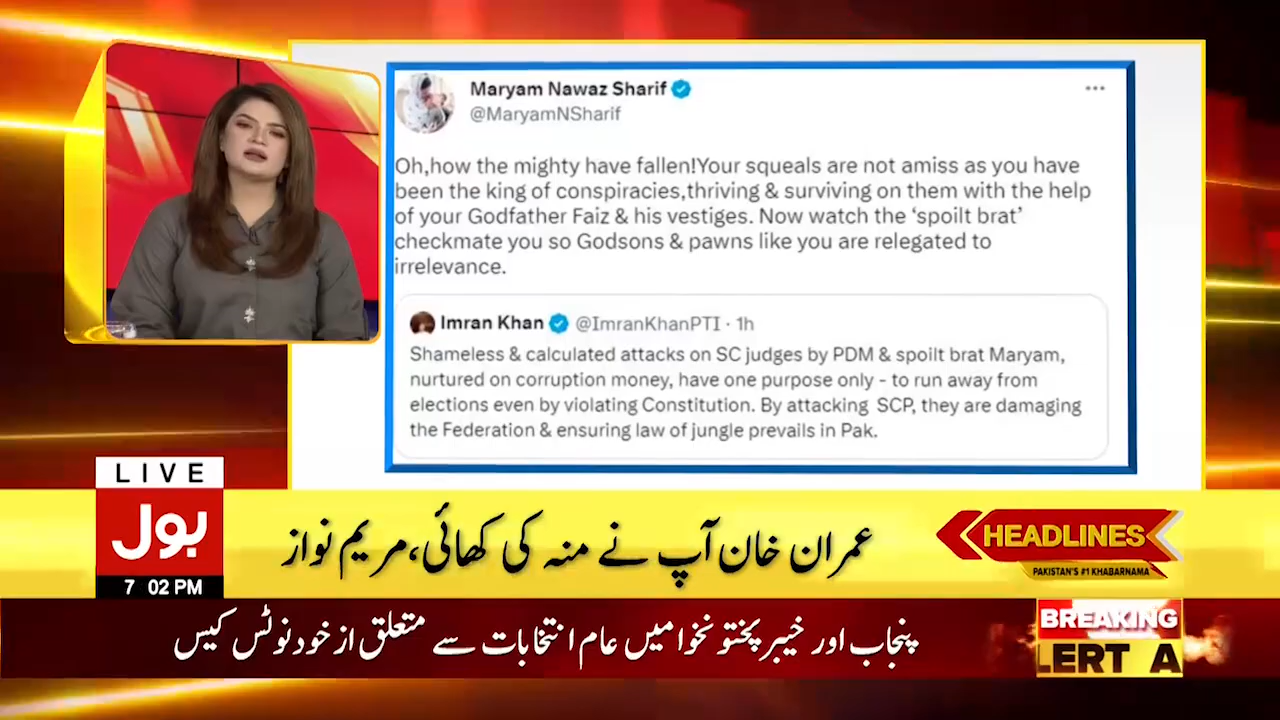 Maryam Nawaz Sharif
@MaryamNSharif
Oh,how the mighty have fallen!Your squeals are not amiss as you have
been the king of conspiracies,thriving & surviving on them with the help
of your Godfather Faiz & his vestiges. Now watch the ‘spoilt brat’
checkmate you so Godsons & pawns like you are relegated to
irrelevance.
Imran Khan @ImranKhanPTI · 1h
Shameless & calculated attacks on SC judges by PDM & spoilt brat Maryam,
nurtured on corruption money, have one purpose only - to run away from
elections even by violating Constitution. By attacking SCP, they are damaging
the Federation & ensuring law of jungle prevails in Pak.
LIVE
بول
7 02 PM
عمران خان آپ نے منہ کی کھائی، مریم نواز
HEADLINES
PAKISTAN'S #1 KHABARNAMA
پنجاب اور خیبرپختونخوا میں عام انتخابات سے متعلق ازخود نوٹس کیس
BREAKING
LERT A